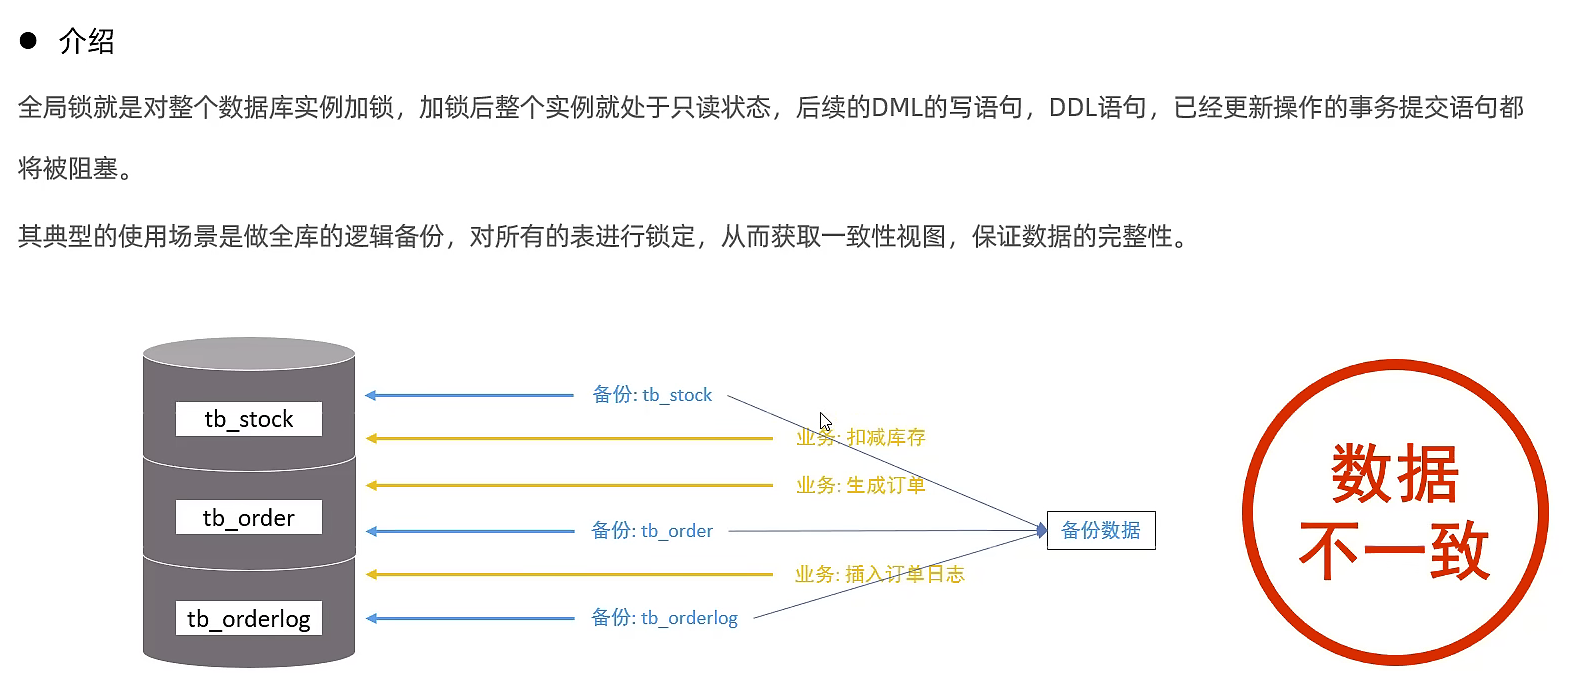 介绍
全局锁就是对整个数据库实例加锁，加锁后整个实例就处于只读状态，后续的DML的写语句，DDL语句，已经更新操作的事务提交语句都
将被阻塞。
其典型的使用场景是做全库的逻辑备份，对所有的表进行锁定，从而获取一致性视图，保证数据的完整性。
备份: tb_stock
tb_stock
业务: 扣减库存
业务: 生成订单
tb_order
备份: tb_order
备份数据
业务: 插入订单日志
tb_orderlog
备份: tb_orderlog
数据
不一致